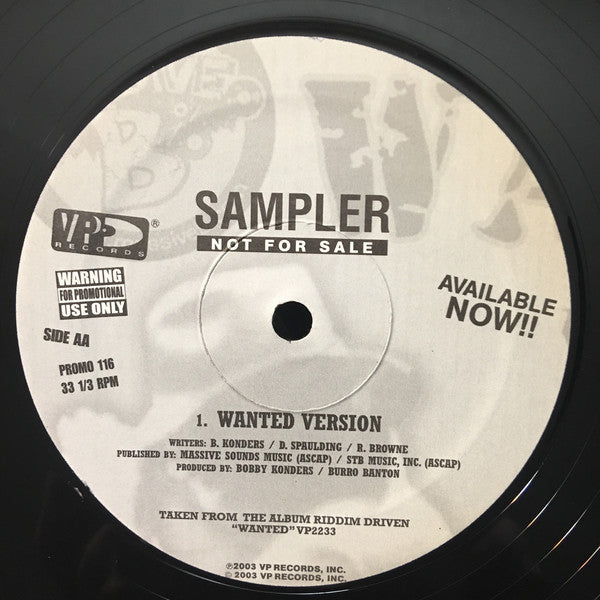 SAMPLER
NOT FOR SALE
VP
RECORDS
®
WARNING
FOR PROMOTIONAL
USE ONLY
SIDE AA
PROMO 116
33 1/3 RPM
AVAILABLE
NOW!!
1. WANTED VERSION
WRITERS: B. KONDERS / D. SPAULDING / R. BROWNE
PUBLISHED BY: MASSIVE SOUNDS MUSIC (ASCAP) / STB MUSIC, INC. (ASCAP)
PRODUCED BY: BOBBY KONDERS / BURRO BANTON
TAKEN FROM THE ALBUM RIDDIM DRIVEN
"WANTED" VP2233
℗2003 VP RECORDS, INC.
© 2003 VP RECORDS, INC.